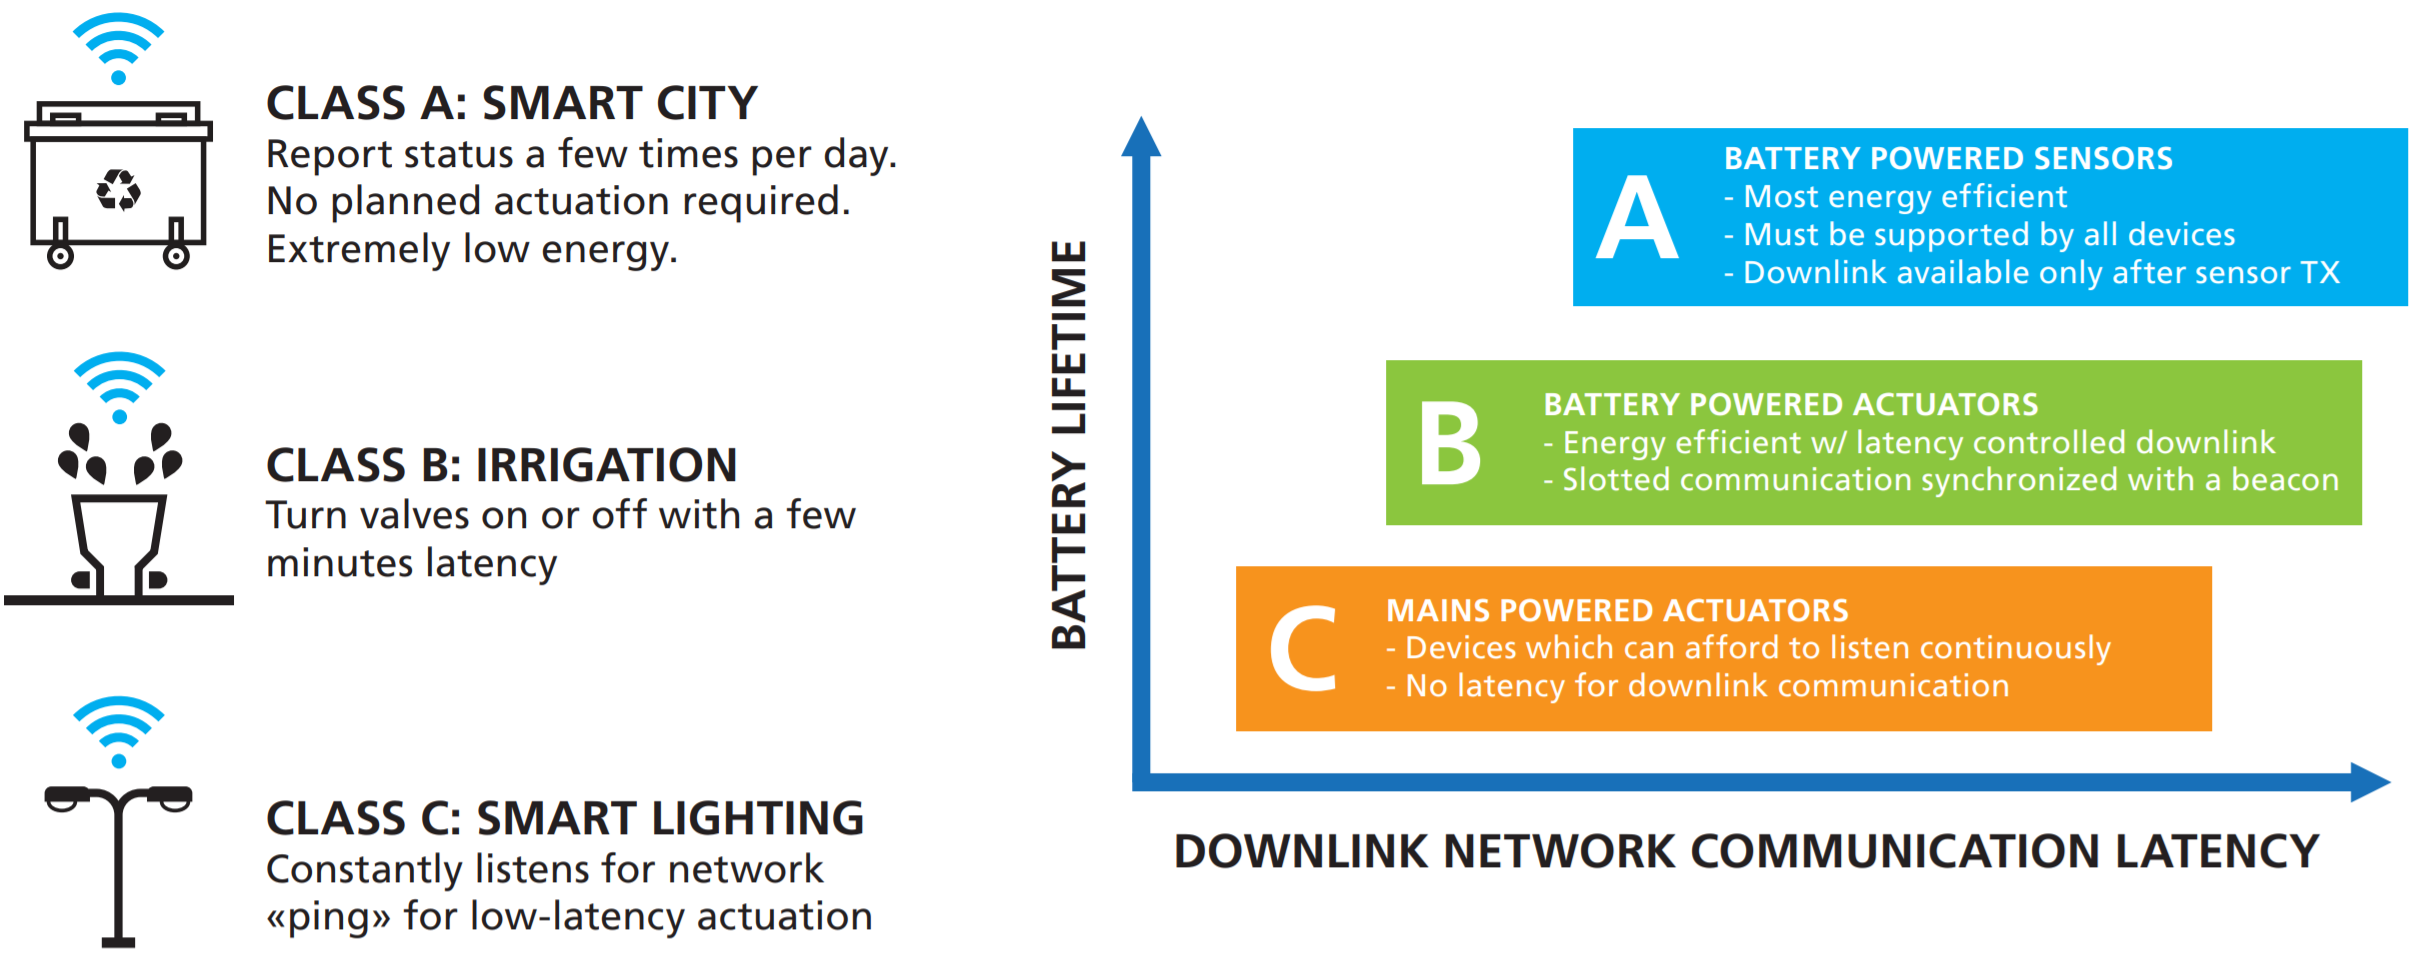 CLASS A: SMART CITY
Report status a few times per day.
No planned actuation required.
Extremely low energy.
CLASS B: IRRIGATION
Turn valves on or off with a few
minutes latency
CLASS C: SMART LIGHTING
Constantly listens for network
«ping» for low-latency actuation
BATTERY LIFETIME
A
BATTERY POWERED SENSORS
- Most energy efficient
- Must be supported by all devices
- Downlink available only after sensor TX
B
BATTERY POWERED ACTUATORS
- Energy efficient w/ latency controlled downlink
- Slotted communication synchronized with a beacon
C
MAINS POWERED ACTUATORS
- Devices which can afford to listen continuously
- No latency for downlink communication
DOWNLINK NETWORK COMMUNICATION LATENCY